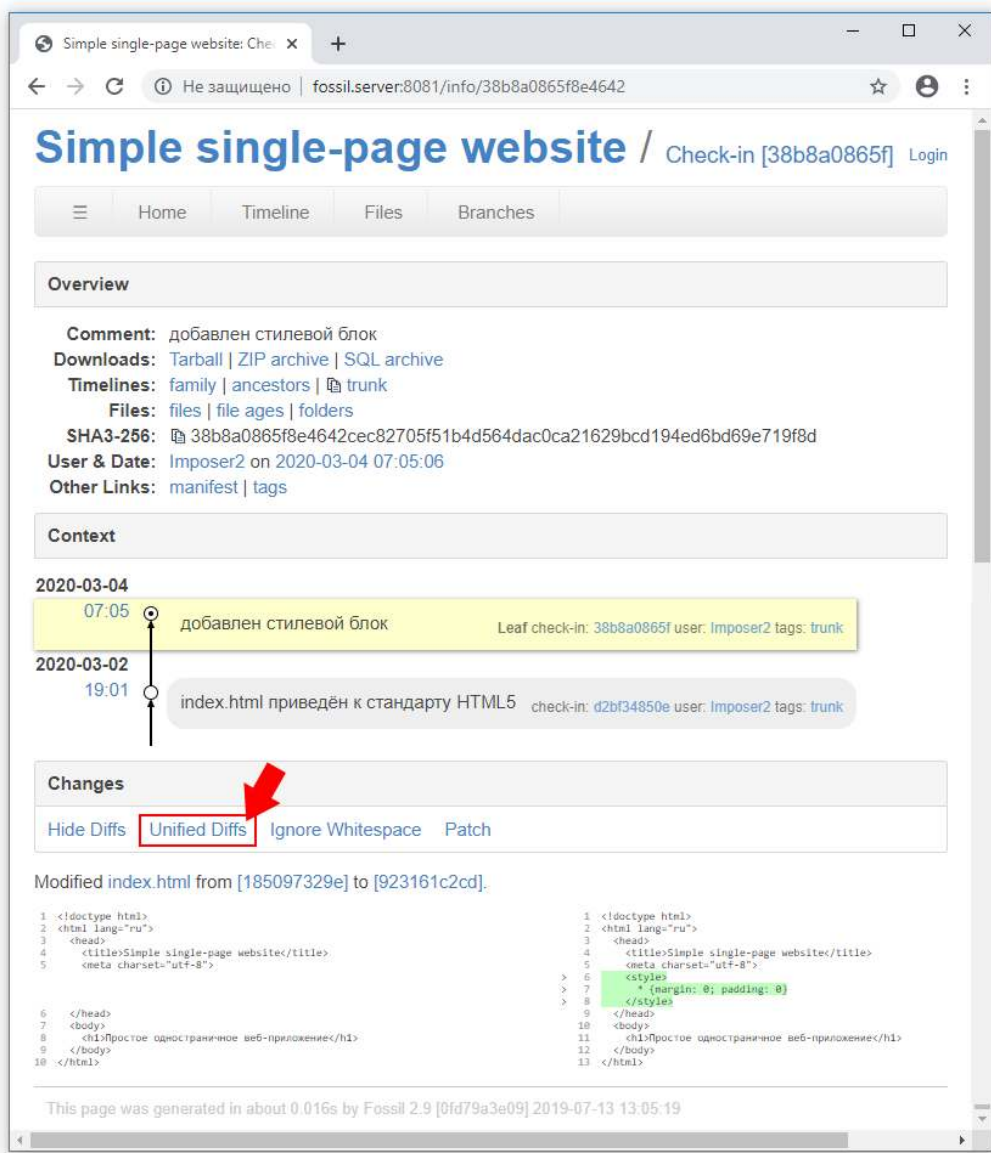 Simple single-page website: Che
Не защищено | fossil.server:8081/info/38b8a0865f8e4642
Simple single-page website / Check-in [38b8a0865f] Login
☰ Home Timeline Files Branches
Overview
Comment: добавлен стилевой блок
Downloads: Tarball | ZIP archive | SQL archive
Timelines: family | ancestors | trunk
Files: files | file ages | folders
SHA3-256: 38b8a0865f8e4642cec82705f51b4d564dac0ca21629bcd194ed6bd69e719f8d
User & Date: Imposer2 on 2020-03-04 07:05:06
Other Links: manifest | tags
Context
2020-03-04
07:05 добавлен стилевой блок Leaf check-in: 38b8a0865f user: Imposer2 tags: trunk
2020-03-02
19:01 index.html приведён к стандарту HTML5 check-in: d2bf34850e user: Imposer2 tags: trunk
Changes
Hide Diffs Unified Diffs Ignore Whitespace Patch
Modified index.html from [185097329e] to [923161c2cd].
1 <!doctype html> 1 <!doctype html>
2 <html lang="ru"> 2 <html lang="ru">
3 <head> 3 <head>
4 <title>Simple single-page website</title> 4 <title>Simple single-page website</title>
5 <meta charset="utf-8"> 5 <meta charset="utf-8">
> 6 <style>
> 7 * {margin: 0; padding: 0}
> 8 </style>
6 </head> 9 </head>
7 <body> 10 <body>
8 <h1>Простое одностраничное веб-приложение</h1> 11 <h1>Простое одностраничное веб-приложение</h1>
9 </body> 12 </body>
10 </html> 13 </html>
This page was generated in about 0.016s by Fossil 2.9 [0fd79a3e09] 2019-07-13 13:05:19